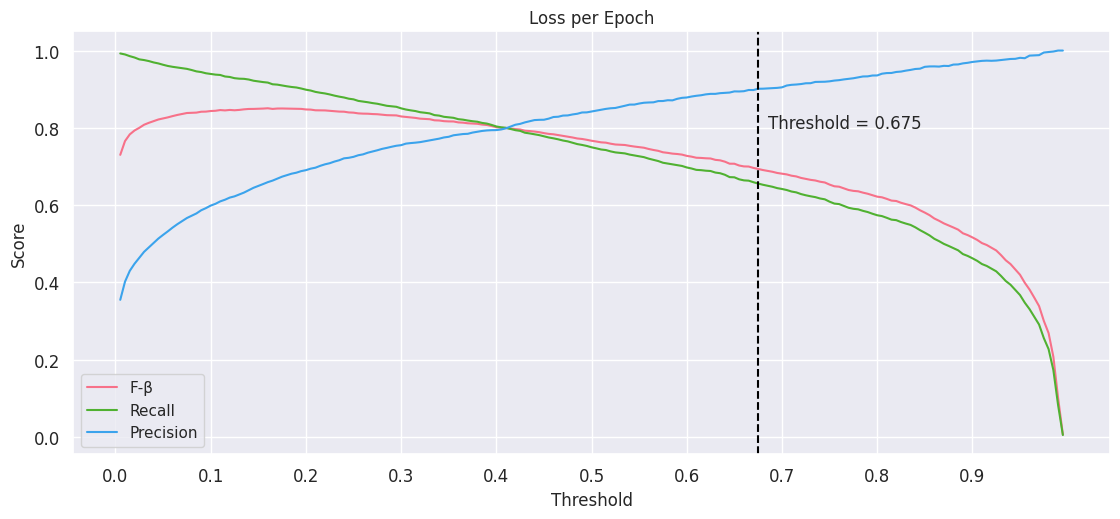 Loss per Epoch
1.0
0.8
0.6
0.4
0.2
0.0
Score
Threshold = 0.675
F-β
Recall
Precision
0.0 0.1 0.2 0.3 0.4 0.5 0.6 0.7 0.8 0.9
Threshold